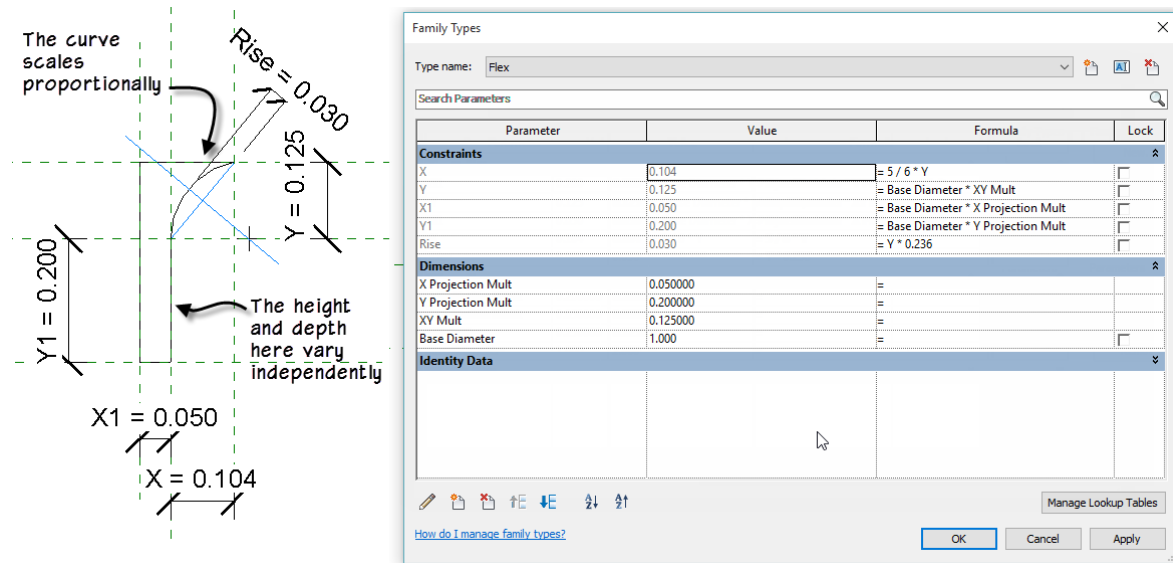 The curve
scales
proportionally
Rise = 0.030
Y = 0.125
Y1 = 0.200
The height
and depth
here vary
independently
X1 = 0.050
X = 0.104
Family Types
Type name: Flex
Search Parameters
Parameter Value Formula Lock
Constraints
X 0.104 = 5 / 6 * Y
Y 0.125 = Base Diameter * XY Mult
X1 0.050 = Base Diameter * X Projection Mult
Y1 0.200 = Base Diameter * Y Projection Mult
Rise 0.030 = Y * 0.236
Dimensions
X Projection Mult 0.050000 =
Y Projection Mult 0.200000 =
XY Mult 0.125000 =
Base Diameter 1.000 =
Identity Data
Manage Lookup Tables
How do I manage family types?
OK Cancel Apply